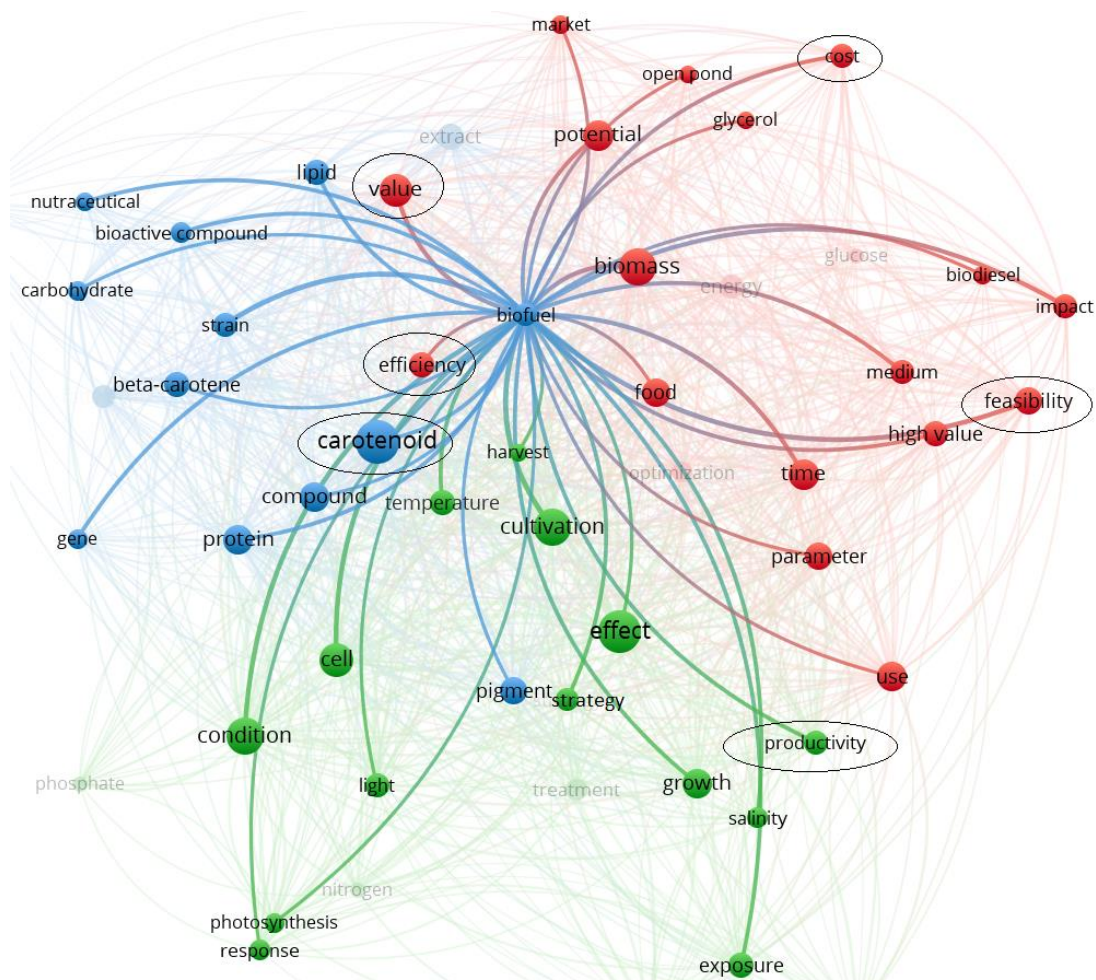 market
cost
open pond
glycerol
potential
extract
lipid
value
nutraceutical
bioactive compound
glucose
biomass
biodiesel
energy
carbohydrate
impact
biofuel
strain
efficiency
medium
beta-carotene
food
feasibility
high value
carotenoid
harvest
optimization
time
compound
temperature
cultivation
gene
protein
parameter
effect
cell
use
pigment
strategy
condition
productivity
phosphate
light
treatment
growth
salinity
nitrogen
photosynthesis
response
exposure